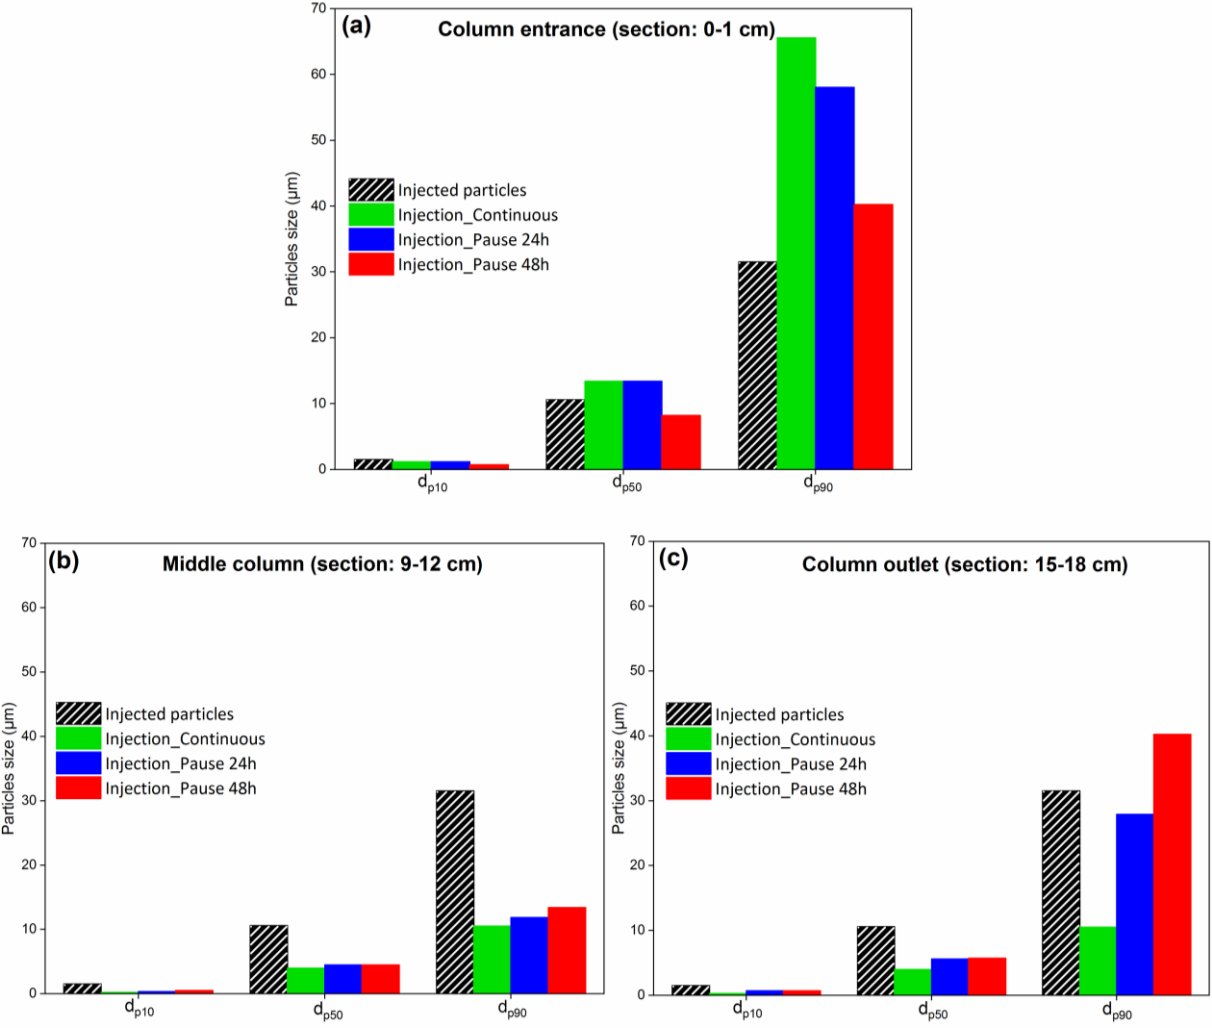 (a)
Column entrance (section: 0-1 cm)
Particles size (μm)
70
60
50
40
30
20
10
0
Injected particles
Injection_Continuous
Injection_Pause 24h
Injection_Pause 48h
dp10
dp50
dp90
(b)
Middle column (section: 9-12 cm)
Particles size (μm)
70
60
50
40
30
20
10
0
Injected particles
Injection_Continuous
Injection_Pause 24h
Injection_Pause 48h
dp10
dp50
dp90
(c)
Column outlet (section: 15-18 cm)
Particles size (μm)
70
60
50
40
30
20
10
0
Injected particles
Injection_Continuous
Injection_Pause 24h
Injection_Pause 48h
dp10
dp50
dp90